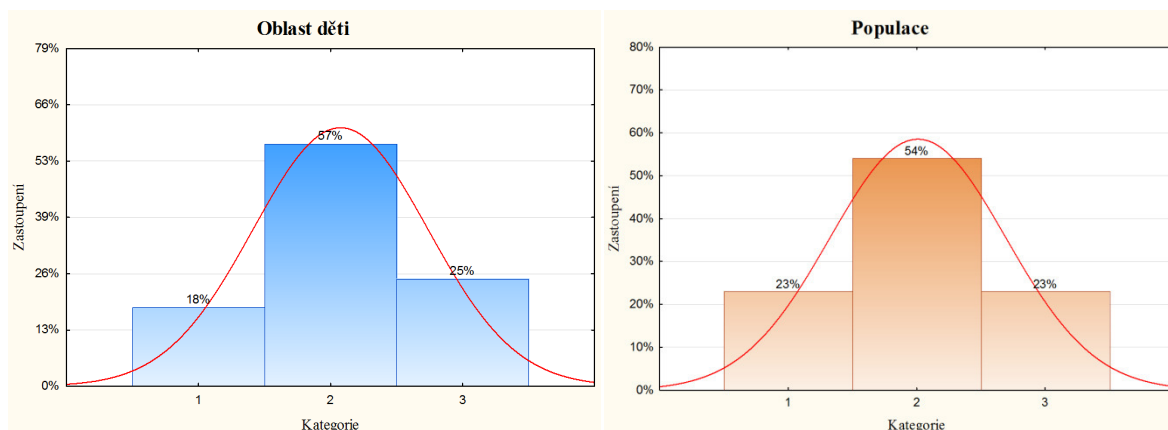 Oblast děti
79%
66%
53%
39%
26%
13%
0%
Zastoupení
57%
18%
25%
1 2 3
Kategorie
Populace
80%
70%
60%
50%
40%
30%
20%
10%
0%
Zastoupení
54%
23% 23%
1 2 3
Kategorie